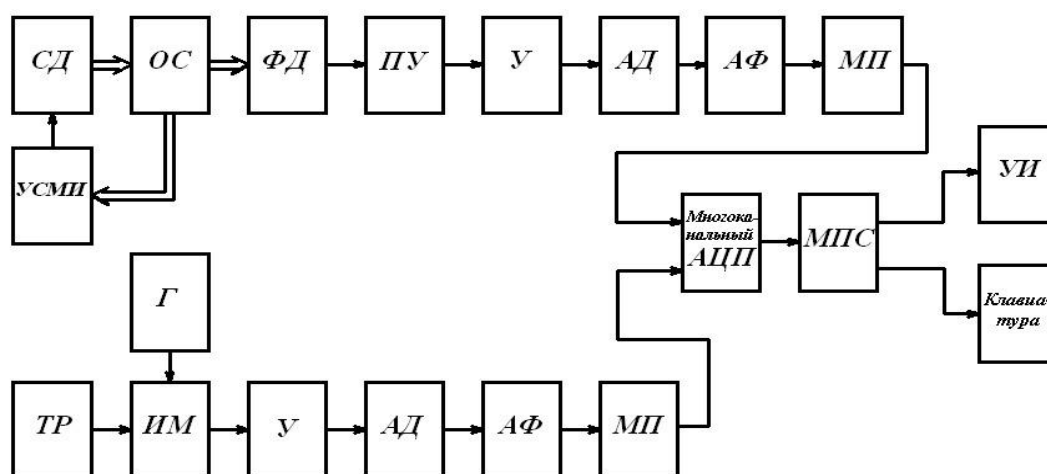 СД
ОС
ФД
ПУ
У
АД
АФ
МП
УСМИ
УИ
Многока-
нальный
АЦП
МПС
Г
Клавиа-
тура
ТР
ИМ
У
АД
АФ
МП